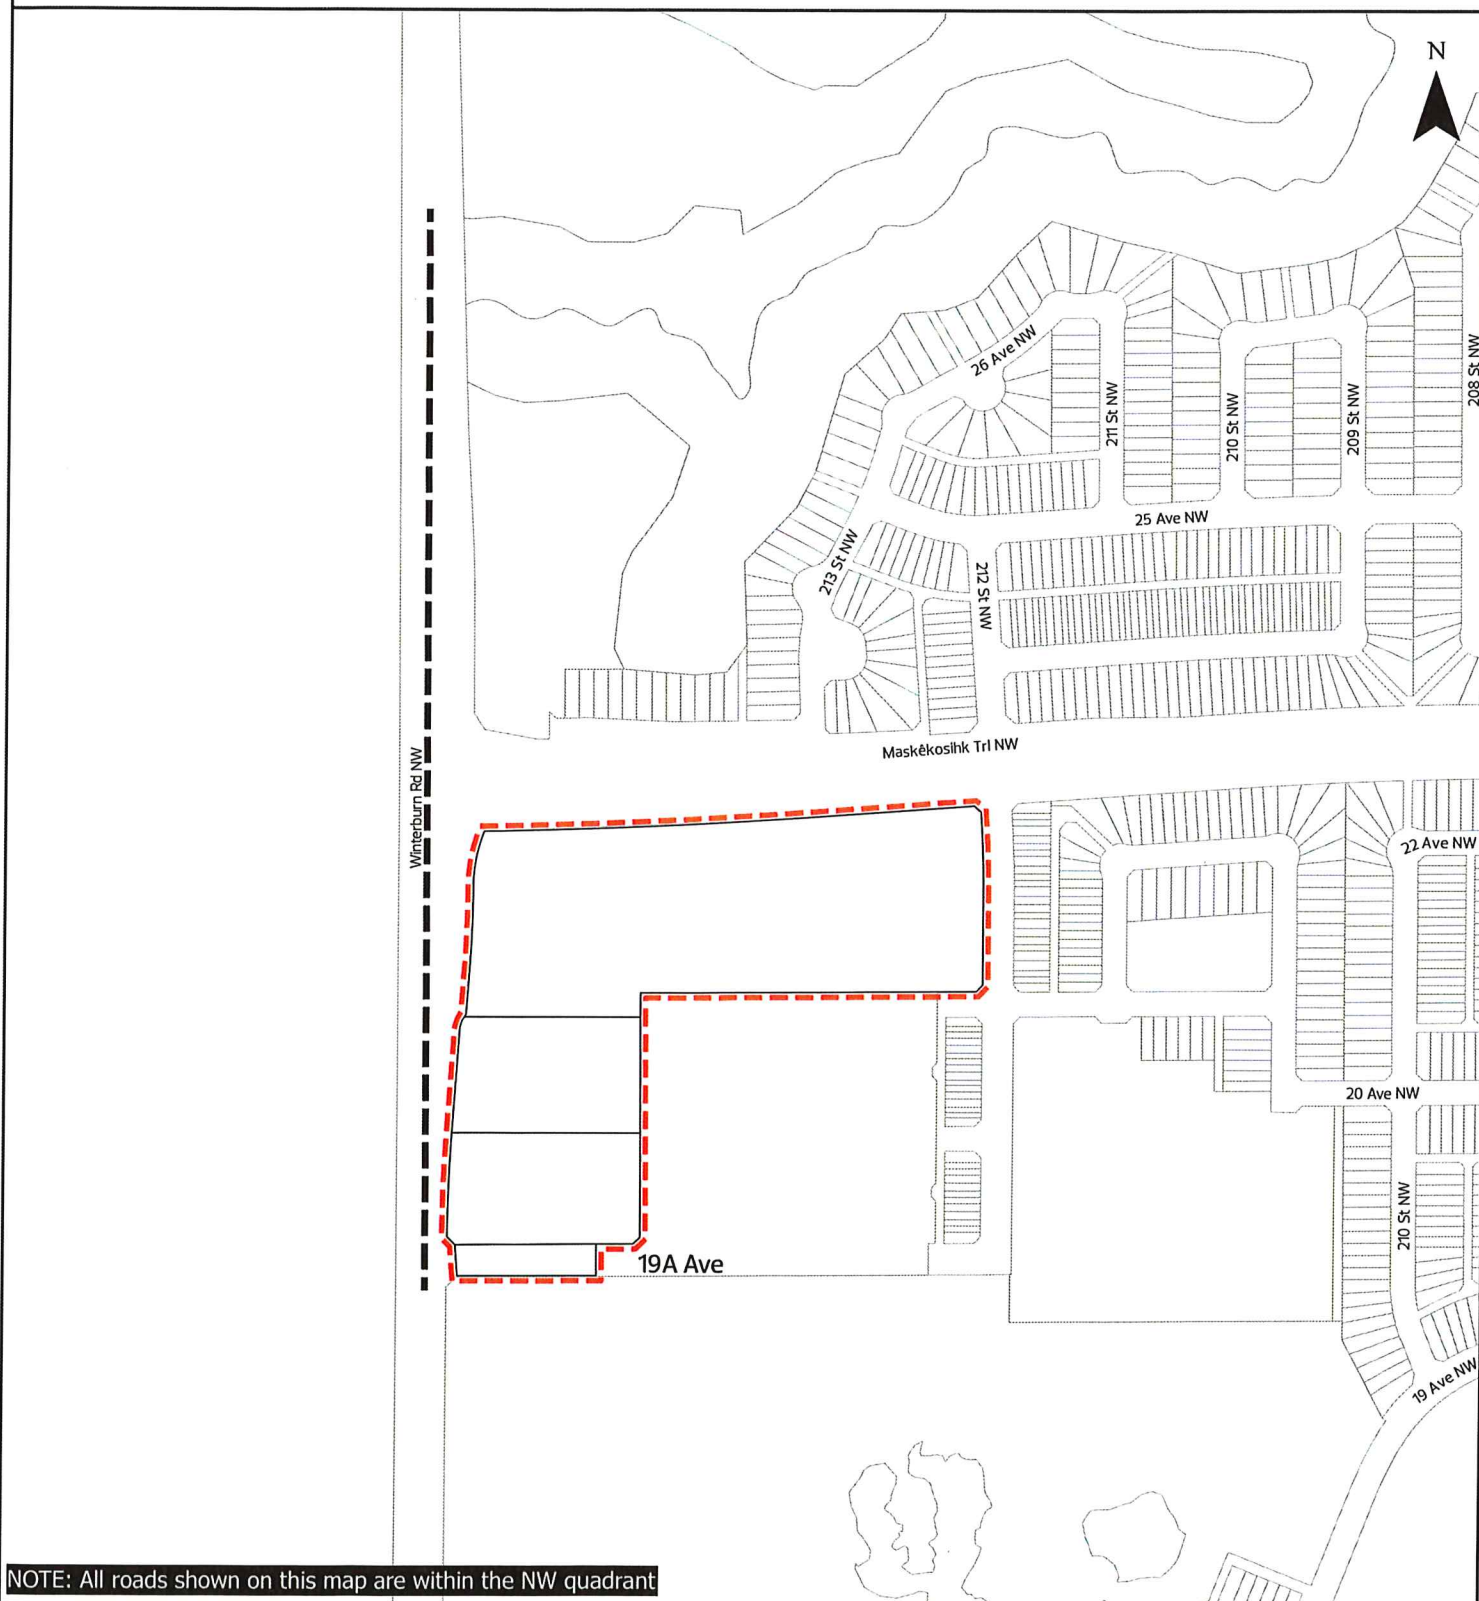 N
26 Ave NW
211 St NW
210 St NW
209 St NW
208 St NW
25 Ave NW
213 St NW
212 St NW
Maskêkosihk Trl NW
Winterburn Rd NW
22 Ave NW
20 Ave NW
210 St NW
19A Ave
19 Ave NW
NOTE: All roads shown on this map are within the NW quadrant